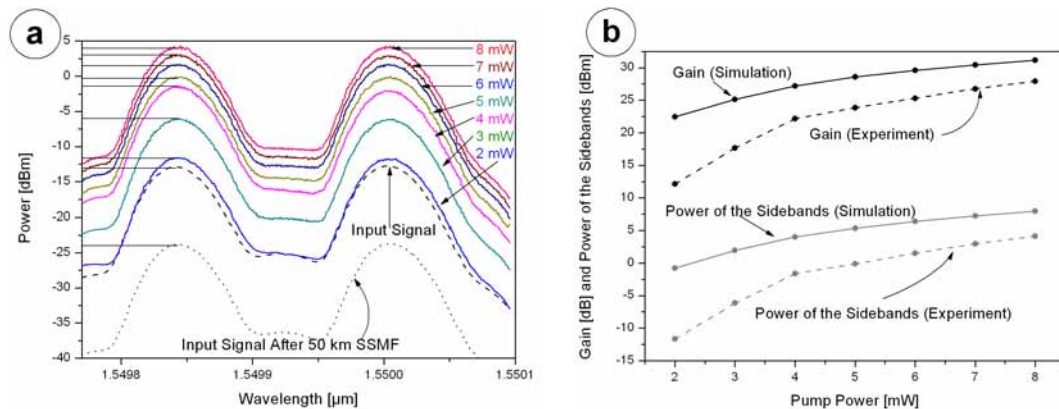 a
5
0
-5
-10
-15
-20
-25
-30
-35
-40
Power [dBm]
8 mW
7 mW
6 mW
5 mW
4 mW
3 mW
2 mW
Input Signal
Input Signal After 50 km SSMF
1.5498
1.5499
1.5500
1.5501
Wavelength [µm]
b
30
25
20
15
10
5
0
-5
-10
-15
Gain [dB] and Power of the Sidebands [dBm]
Gain (Simulation)
Gain (Experiment)
Power of the Sidebands (Simulation)
Power of the Sidebands (Experiment)
2
3
4
5
6
7
8
Pump Power [mW]